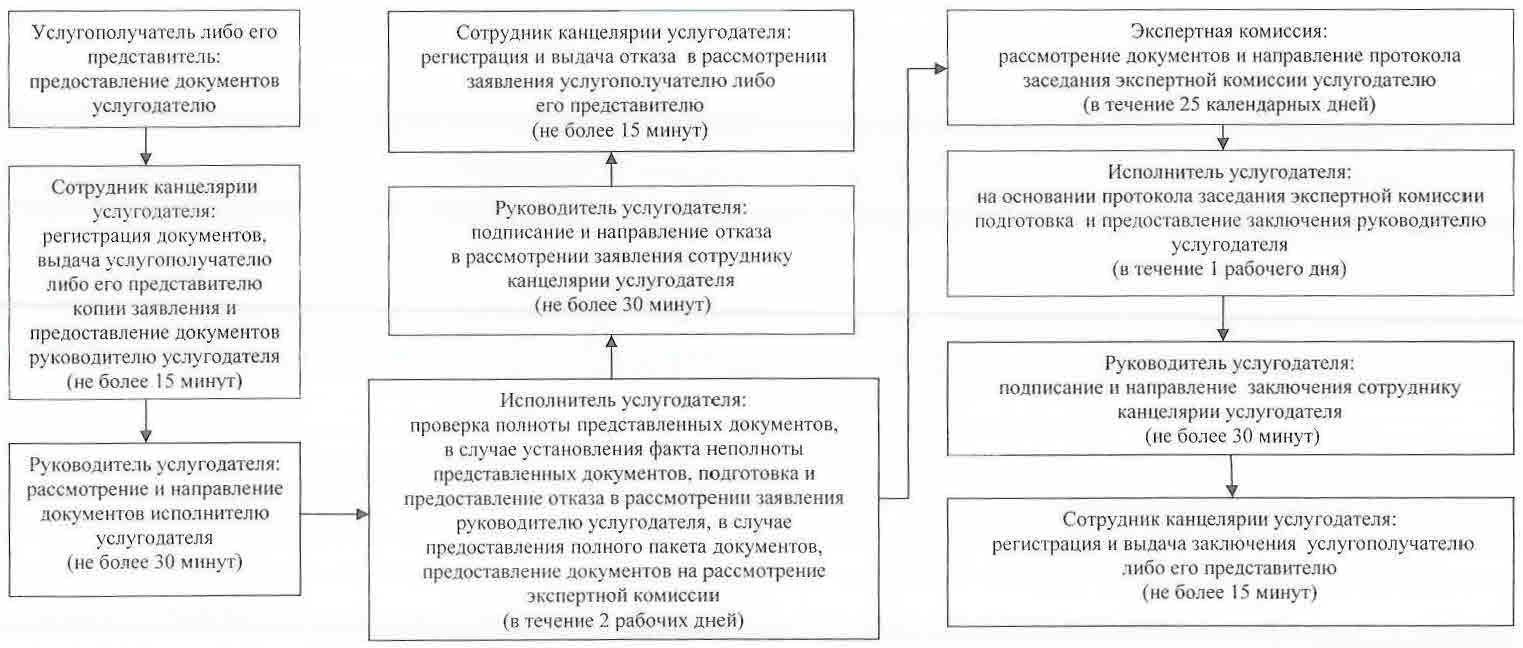 Услугополучатель либо его
представитель:
предоставление документов
услугодателю
Сотрудник канцелярии
услугодателя:
регистрация документов,
выдача услугополучателю
либо его представителю
копии заявления и
предоставление документов
руководителю услугодателя
(не более 15 минут)
Руководитель услугодателя:
рассмотрение и направление
документов исполнителю
услугодателя
(не более 30 минут)
Исполнитель услугодателя:
проверка полноты представленных документов,
в случае установления факта неполноты
представленных документов, подготовка и
предоставление отказа в рассмотрении заявления
руководителю услугодателя, в случае
предоставления полного пакета документов,
предоставление документов на рассмотрение
экспертной комиссии
(в течение 2 рабочих дней)
Руководитель услугодателя:
подписание и направление отказа
в рассмотрении заявления сотруднику
канцелярии услугодателя
(не более 30 минут)
Сотрудник канцелярии услугодателя:
регистрация и выдача отказа в рассмотрении
заявления услугополучателю либо
его представителю
(не более 15 минут)
Экспертная комиссия:
рассмотрение документов и направление протокола
заседания экспертной комиссии услугодателю
(в течение 25 календарных дней)
Исполнитель услугодателя:
на основании протокола заседания экспертной комиссии
подготовка и предоставление заключения руководителю
услугодателя
(в течение 1 рабочего дня)
Руководитель услугодателя:
подписание и направление заключения сотруднику
канцелярии услугодателя
(не более 30 минут)
Сотрудник канцелярии услугодателя:
регистрация и выдача заключения услугополучателю
либо его представителю
(не более 15 минут)